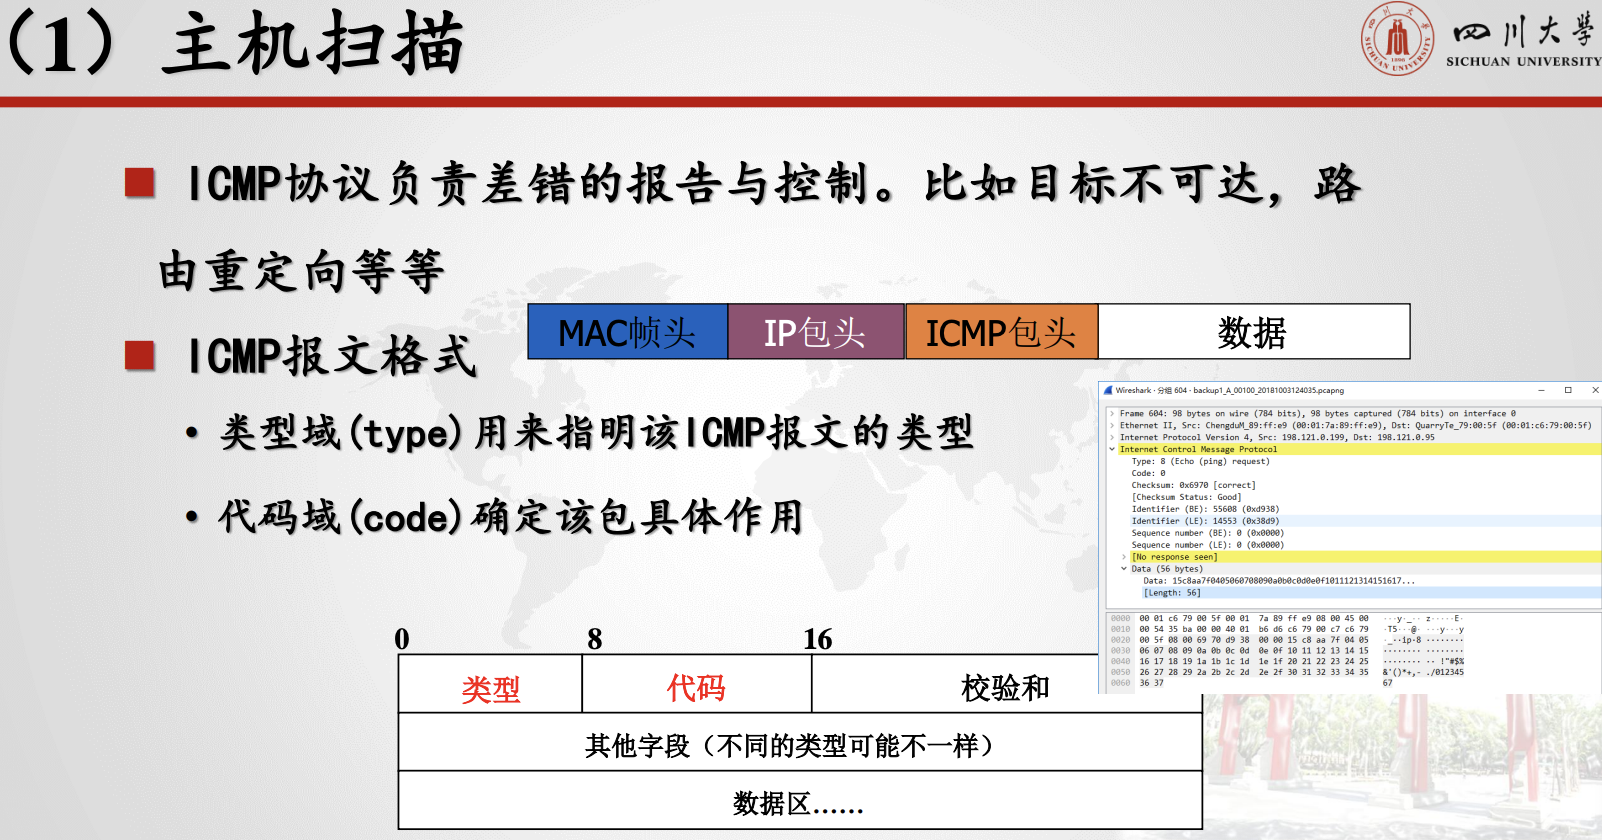 （1）主机扫描
四川大学
SICHUAN UNIVERSITY
ICMP协议负责差错的报告与控制。比如目标不可达，路
由重定向等等
MAC帧头 IP包头 ICMP包头 数据
ICMP报文格式
• 类型域(type)用来指明该ICMP报文的类型
• 代码域(code)确定该包具体作用
Wireshark · 分组 604 · backup1_A_00100_20181003124035.pcapng
Frame 604: 98 bytes on wire (784 bits), 98 bytes captured (784 bits) on interface 0
Ethernet II, Src: ChengduM_89:ff:e9 (00:01:7a:89:ff:e9), Dst: QuarryTe_79:00:5f (00:01:c6:79:00:5f)
Internet Protocol Version 4, Src: 198.121.0.199, Dst: 198.121.0.95
Internet Control Message Protocol
Type: 8 (Echo (ping) request)
Code: 0
Checksum: 0x6970 [correct]
[Checksum Status: Good]
Identifier (BE): 55608 (0xd938)
Identifier (LE): 14553 (0x38d9)
Sequence number (BE): 0 (0x0000)
Sequence number (LE): 0 (0x0000)
[No response seen]
Data (56 bytes)
Data: 15c8aa7f0405060708090a0b0c0d0e0f1011121314151617...
[Length: 56]
0000 00 01 c6 79 00 5f 00 01 7a 89 ff e9 08 00 45 00 ···y·_·· z·····E·
0010 00 54 35 ba 00 00 40 01 b6 d6 c6 79 00 c7 c6 79 ·T5···@· ···y···y
0020 00 5f 08 00 69 70 d9 38 00 00 15 c8 aa 7f 04 05 ·_··ip·8 ········
0030 06 07 08 09 0a 0b 0c 0d 0e 0f 10 11 12 13 14 15 ········ ········
0040 16 17 18 19 1a 1b 1c 1d 1e 1f 20 21 22 23 24 25 ········ ·· !"#$%
0050 26 27 28 29 2a 2b 2c 2d 2e 2f 30 31 32 33 34 35 &'()*+,- ./012345
0060 36 37 67
0 8 16
类型 代码 校验和
其他字段（不同的类型可能不一样）
数据区……